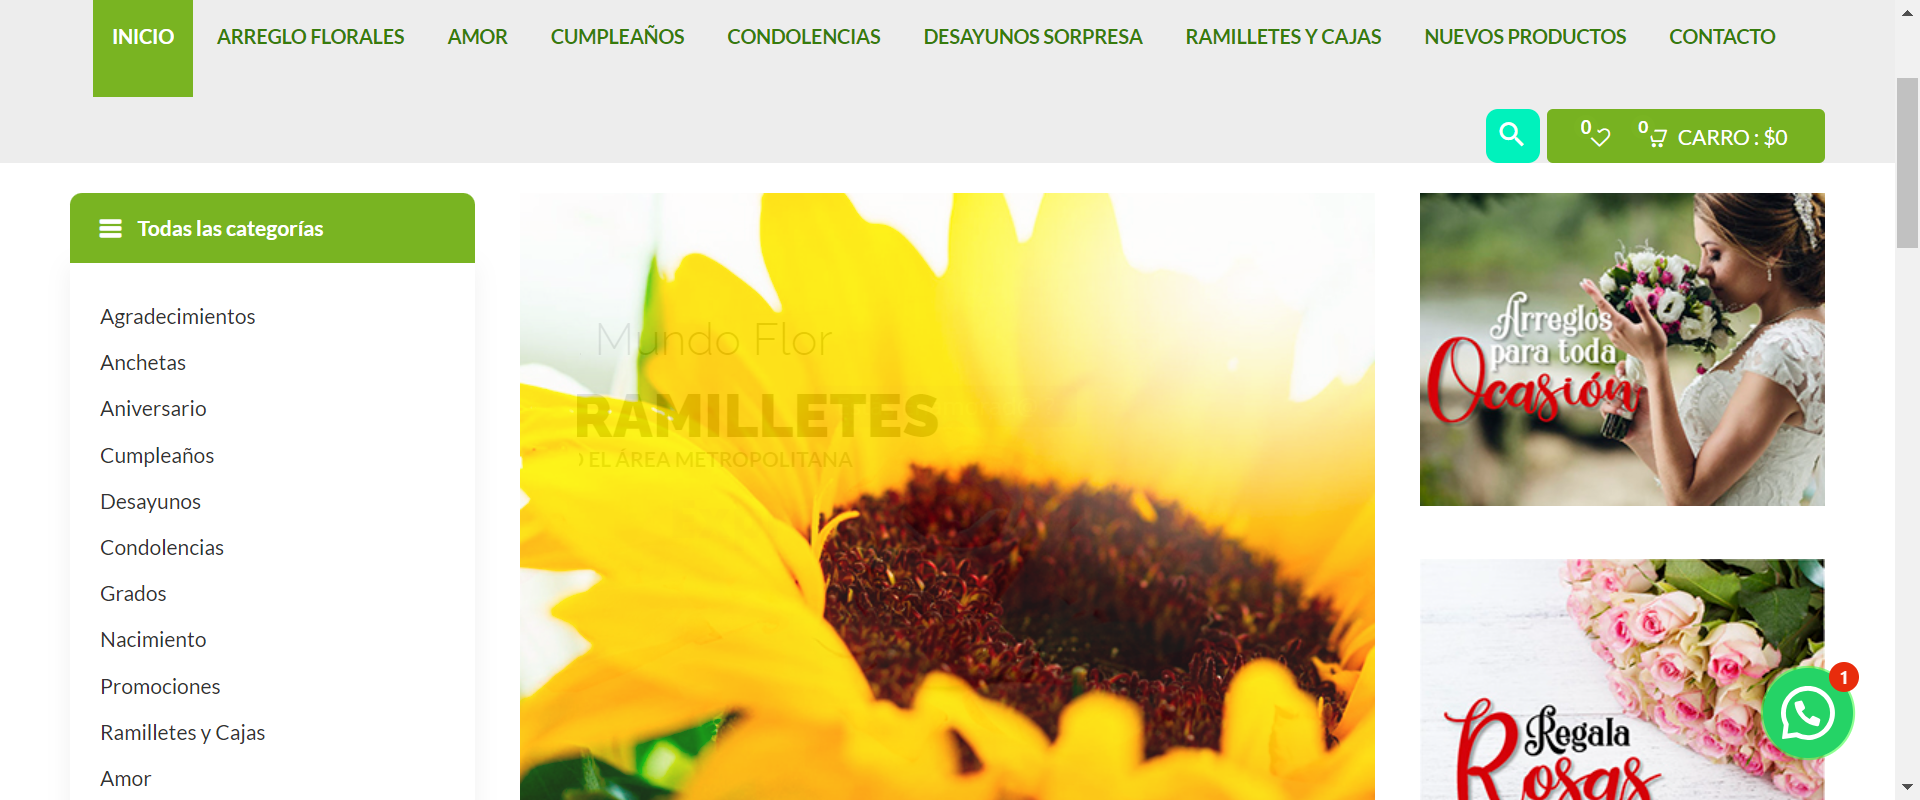 INICIO ARREGLO FLORALES AMOR CUMPLEAÑOS CONDOLENCIAS DESAYUNOS SORPRESA RAMILLETES Y CAJAS NUEVOS PRODUCTOS CONTACTO
0 0 CARRO : $0
Todas las categorías
Agradecimientos
Anchetas
Aniversario
Cumpleaños
Desayunos
Condolencias
Grados
Nacimiento
Promociones
Ramilletes y Cajas
Amor
Mundo Flor
RAMILLETES
EL ÁREA METROPOLITANA
Arreglos
para toda
Ocasión
Regala
Rosas
1